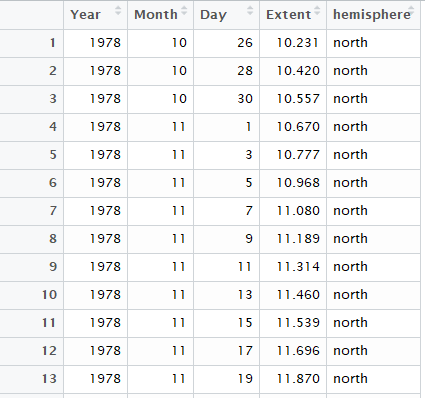 Year Month Day Extent hemisphere
1 1978 10 26 10.231 north
2 1978 10 28 10.420 north
3 1978 10 30 10.557 north
4 1978 11 1 10.670 north
5 1978 11 3 10.777 north
6 1978 11 5 10.968 north
7 1978 11 7 11.080 north
8 1978 11 9 11.189 north
9 1978 11 11 11.314 north
10 1978 11 13 11.460 north
11 1978 11 15 11.539 north
12 1978 11 17 11.696 north
13 1978 11 19 11.870 north